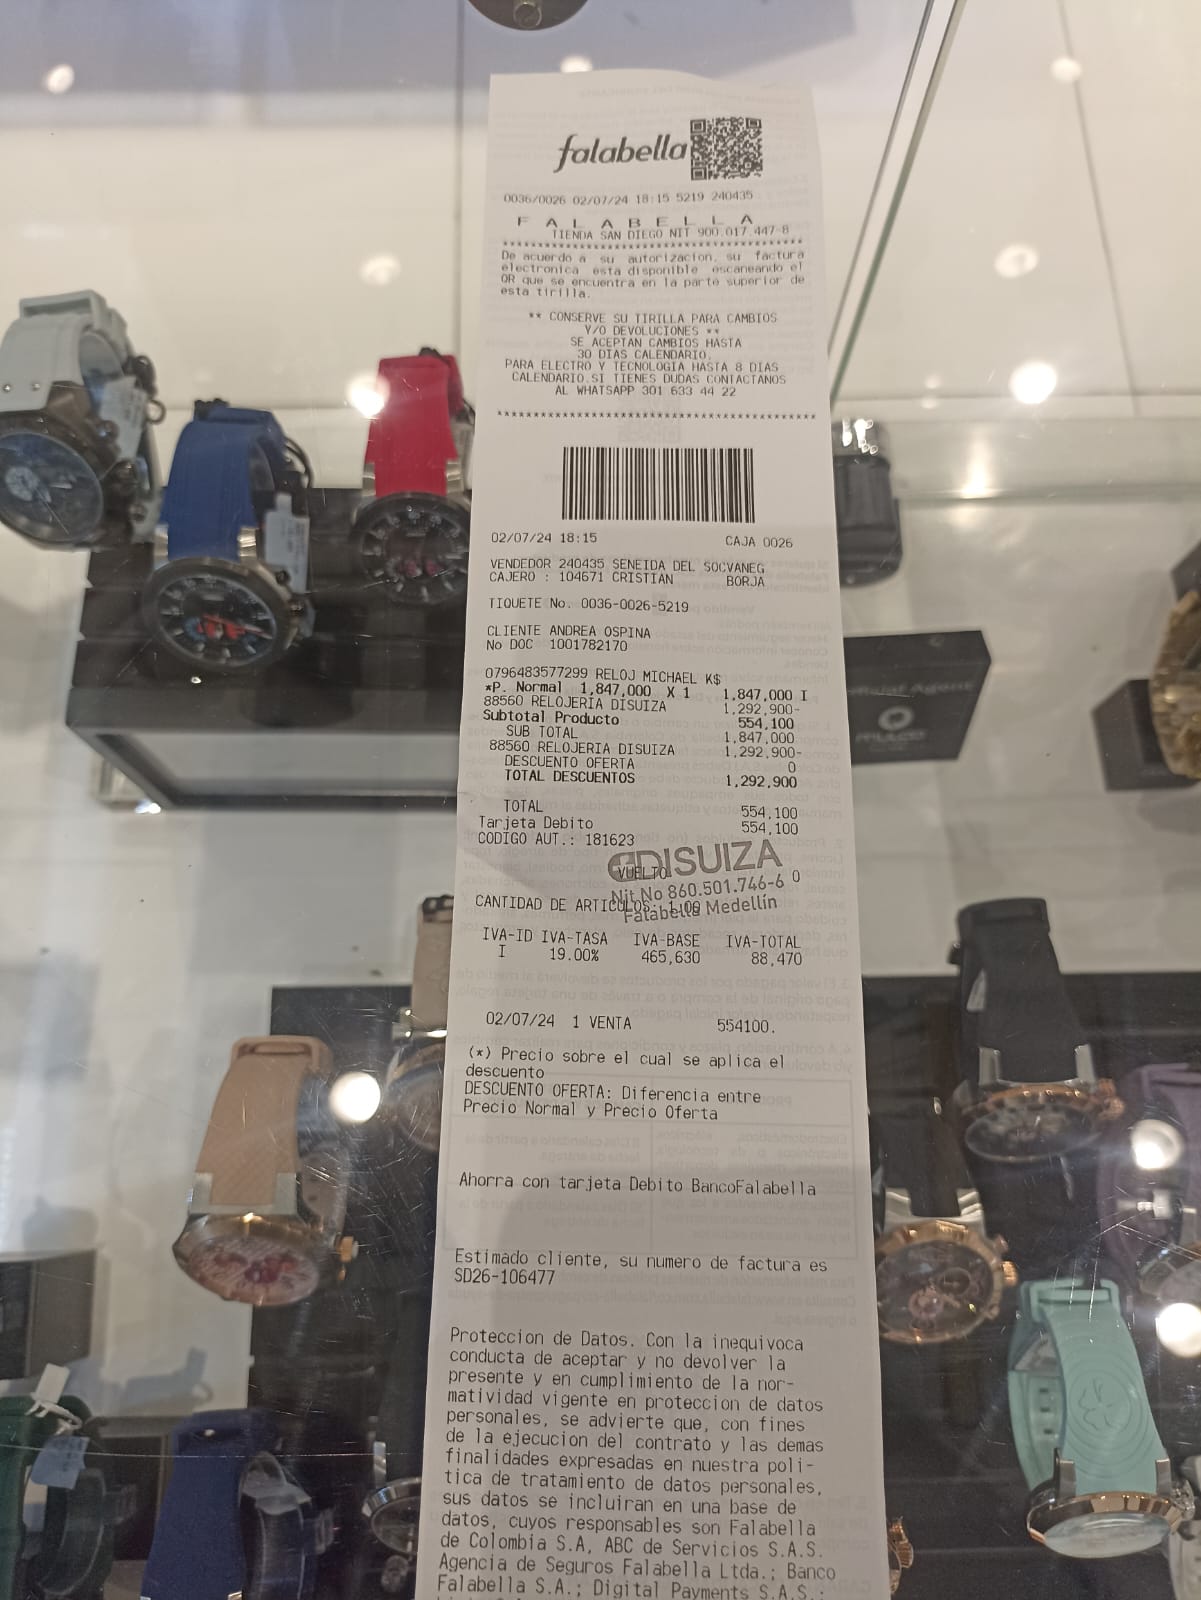 falabella
0036/0026 02/07/24 18:15 5219 240435
F A L A B E L L A
TIENDA SAN DIEGO NIT 900.017.447-8
****************************************
De acuerdo a su autorizacion, su factura
electronica esta disponible escaneando el
QR que se encuentra en la parte superior de
esta tirilla.
** CONSERVE SU TIRILLA PARA CAMBIOS
Y/O DEVOLUCIONES **
SE ACEPTAN CAMBIOS HASTA
30 DIAS CALENDARIO.
PARA ELECTRO Y TECNOLOGIA HASTA 8 DIAS
CALENDARIO.SI TIENES DUDAS CONTACTANOS
AL WHATSAPP 301 633 44 22
****************************************
02/07/24 18:15 CAJA 0026
VENDEDOR 240435 SENEIDA DEL SOCVANEG
CAJERO : 104671 CRISTIAN BORJA
TIQUETE No. 0036-0026-5219
CLIENTE ANDREA OSPINA
No DOC 1001782170
0796483577299 RELOJ MICHAEL K$
*P. Normal 1,847,000 X 1 1,847,000 I
88560 RELOJERIA DISUIZA 1,292,900-
Subtotal Producto 554,100
SUB TOTAL 1,847,000
88560 RELOJERIA DISUIZA 1,292,900-
DESCUENTO OFERTA 0
TOTAL DESCUENTOS 1,292,900
TOTAL 554,100
Tarjeta Debito 554,100
CODIGO AUT.: 181623
DISUIZA
VUELTO 0
Nit No 860.501.746-6
CANTIDAD DE ARTICULOS: 1.00
Falabella Medellín
IVA-ID IVA-TASA IVA-BASE IVA-TOTAL
I 19.00% 465,630 88,470
02/07/24 1 VENTA 554100.
(*) Precio sobre el cual se aplica el
descuento
DESCUENTO OFERTA: Diferencia entre
Precio Normal y Precio Oferta
Ahorra con tarjeta Debito BancoFalabella
Estimado cliente, su numero de factura es
SD26-106477
Proteccion de Datos. Con la inequivoca
conducta de aceptar y no devolver la
presente y en cumplimiento de la nor-
matividad vigente en proteccion de datos
personales, se advierte que, con fines
de la ejecucion del contrato y las demas
finalidades expresadas en nuestra poli-
tica de tratamiento de datos personales,
sus datos se incluiran en una base de
datos, cuyos responsables son Falabella
de Colombia S.A, ABC de Servicios S.A.S.
Agencia de Seguros Falabella Ltda.; Banco
Falabella S.A.; Digital Payments S.A.S.;
mulco